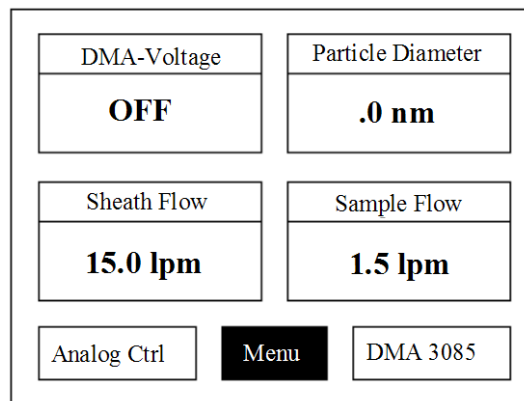 DMA-Voltage
OFF
Particle Diameter
.0 nm
Sheath Flow
15.0 lpm
Sample Flow
1.5 lpm
Analog Ctrl
Menu
DMA 3085